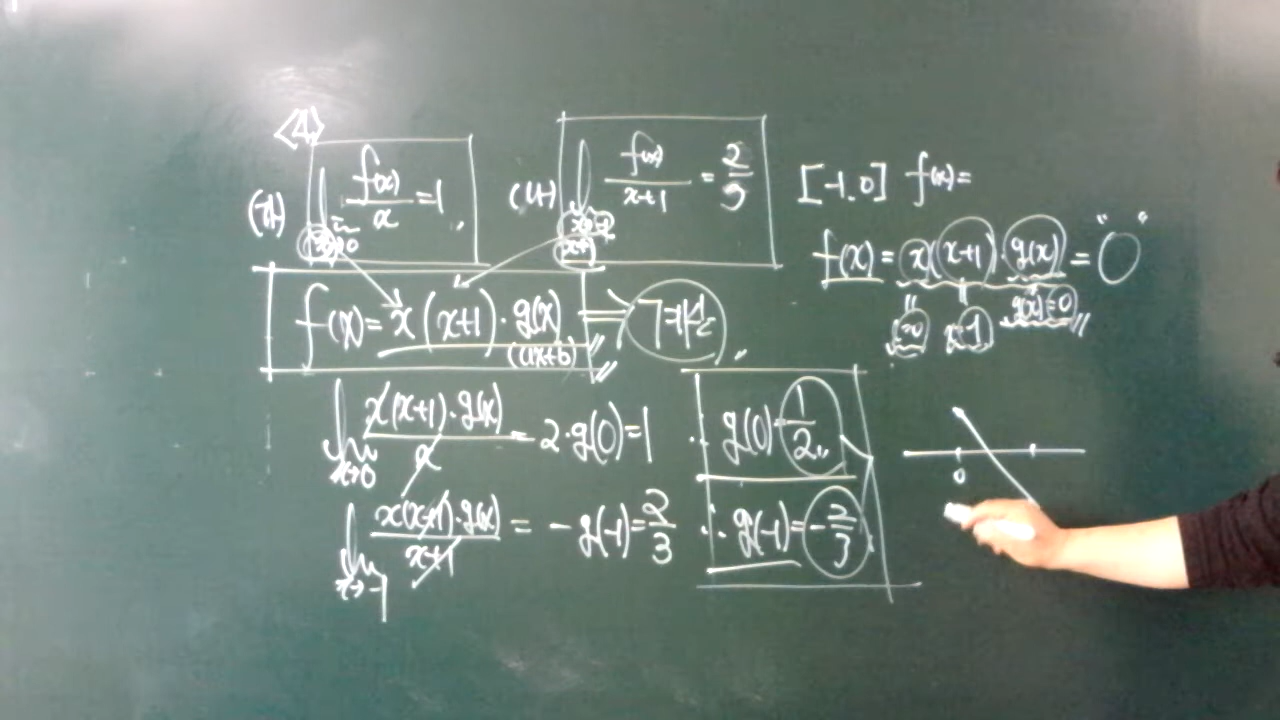 <4>
(가) lim x→0 f(x)/x = 1
(나) lim x→-1 f(x)/x+1 = 2/3
[-1, 0] f(x)=
f(x) = x(x+1)·g(x) = "0"
x=0 x=-1 g(x)=0
f(x) = x(x+1)·g(x)
(ax+b)
lim x→0 x(x+1)·g(x)/x = 2·g(0)=1 ∴ g(0)=1/2
0
lim x→-1 x(x+1)·g(x)/x+1 = -g(-1)=2/3 ∴ g(-1)=-2/3